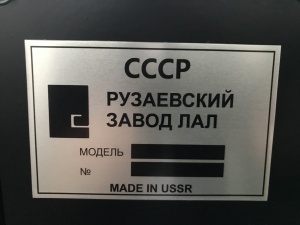 СССР
РУЗАЕВСКИЙ
ЗАВОД ЛАЛ
МОДЕЛЬ
№
MADE IN USSR